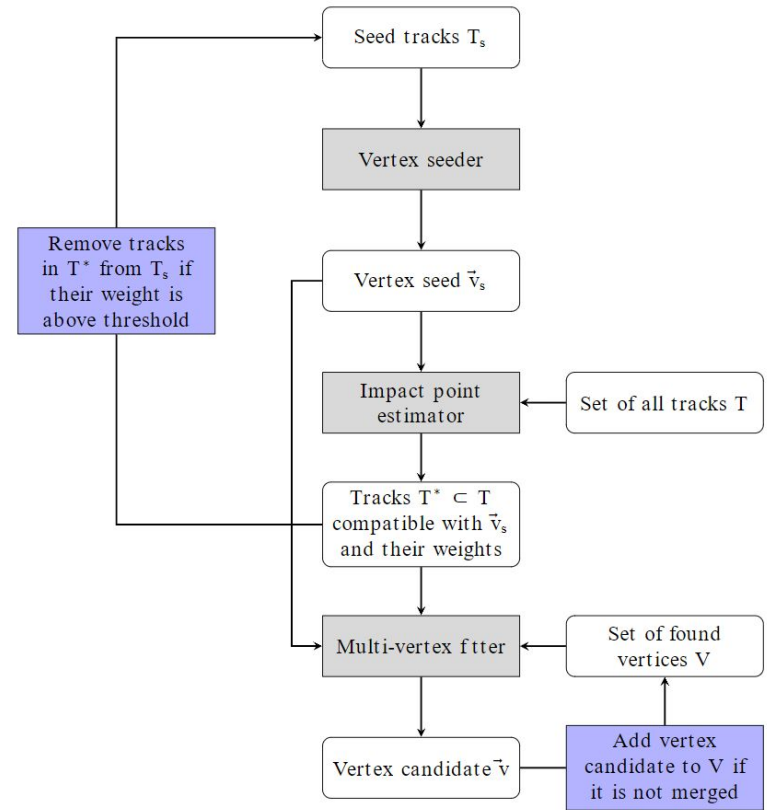 Seed tracks Tₛ
Vertex seeder
Remove tracks
in T* from Tₛ if
their weight is
above threshold
Vertex seed v⃗ₛ
Impact point
estimator
Set of all tracks T
Tracks T* ⊂ T
compatible with v⃗ₛ
and their weights
Multi-vertex ftter
Set of found
vertices V
Vertex candidate v⃗
Add vertex
candidate to V if
it is not merged